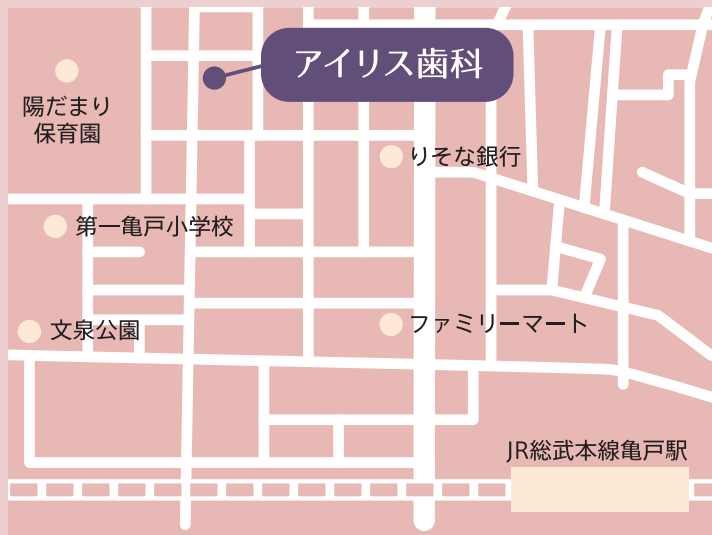 アイリス歯科
陽だまり
保育園
りそな銀行
第一亀戸小学校
文泉公園
ファミリーマート
JR総武本線亀戸駅